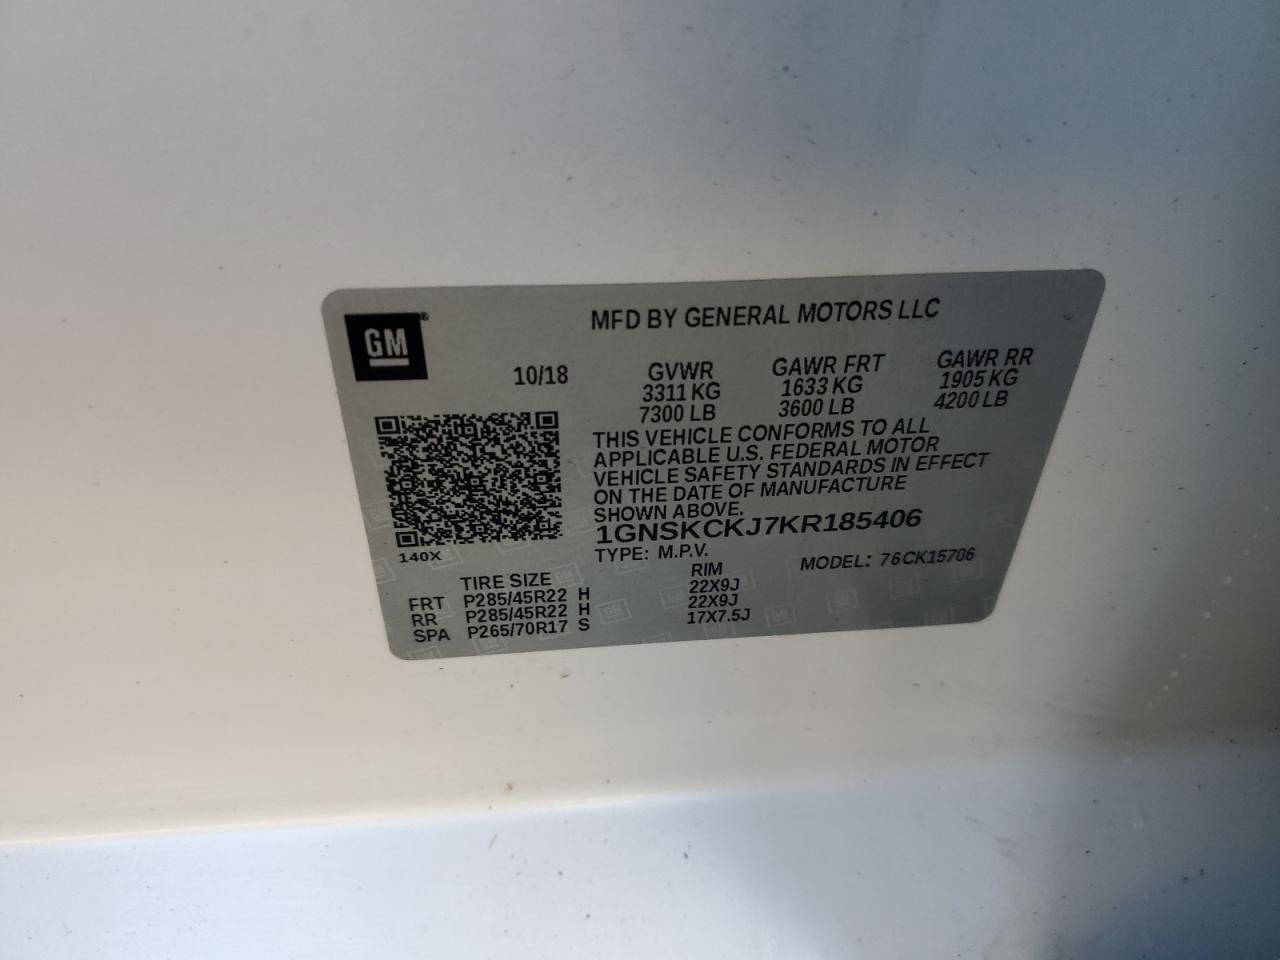 GM®
MFD BY GENERAL MOTORS LLC
10/18
GVWR
3311 KG
7300 LB
GAWR FRT
1633 KG
3600 LB
GAWR RR
1905 KG
4200 LB
THIS VEHICLE CONFORMS TO ALL
APPLICABLE U.S. FEDERAL MOTOR
VEHICLE SAFETY STANDARDS IN EFFECT
ON THE DATE OF MANUFACTURE
SHOWN ABOVE.
1GNSKCKJ7KR185406
140X
TYPE: M.P.V.
MODEL: 76CK15706
TIRE SIZE RIM
FRT P285/45R22 H 22X9J
RR P285/45R22 H 22X9J
SPA P265/70R17 S 17X7.5J